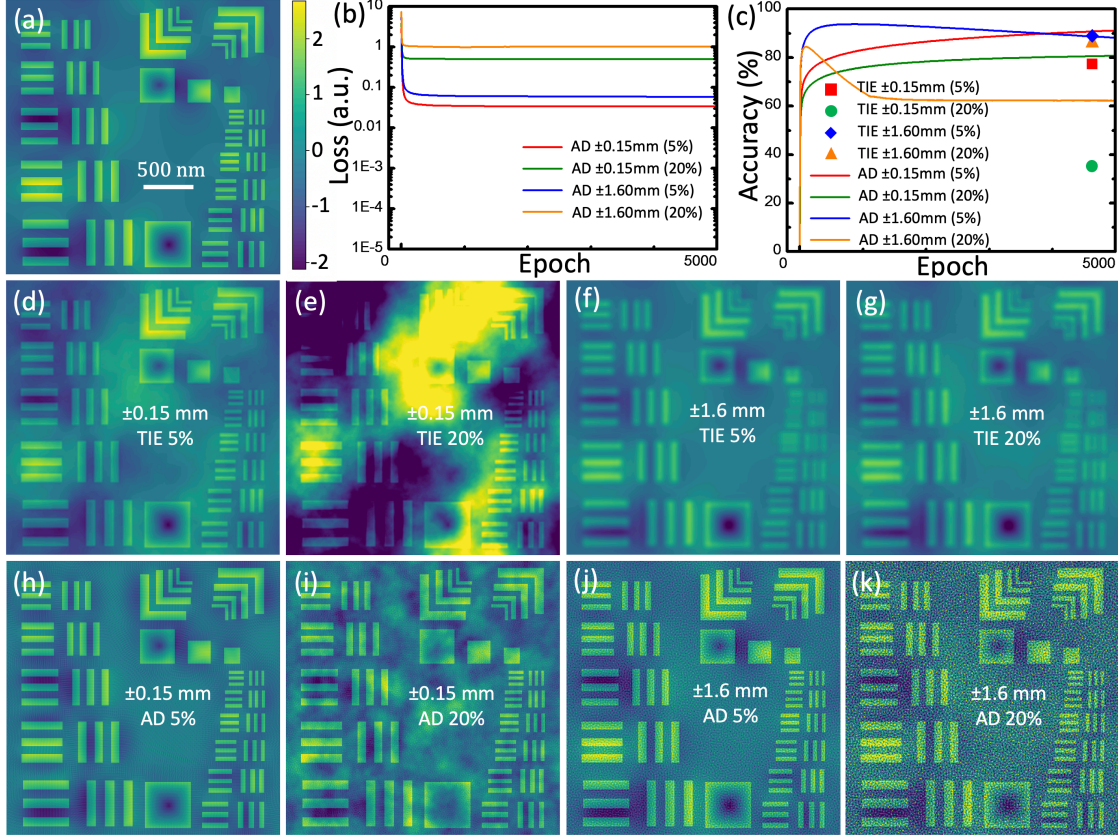 (a)
500 nm
2
1
0
-1
-2
(b)
Loss (a.u.)
10
1
0.1
0.01
1E-3
1E-4
1E-5
AD ±0.15mm (5%)
AD ±0.15mm (20%)
AD ±1.60mm (5%)
AD ±1.60mm (20%)
0
Epoch
5000
(c)
Accuracy (%)
100
80
60
40
20
0
TIE ±0.15mm (5%)
TIE ±0.15mm (20%)
TIE ±1.60mm (5%)
TIE ±1.60mm (20%)
AD ±0.15mm (5%)
AD ±0.15mm (20%)
AD ±1.60mm (5%)
AD ±1.60mm (20%)
0
Epoch
5000
(d)
±0.15 mm
TIE 5%
(e)
±0.15 mm
TIE 20%
(f)
±1.6 mm
TIE 5%
(g)
±1.6 mm
TIE 20%
(h)
±0.15 mm
AD 5%
(i)
±0.15 mm
AD 20%
(j)
±1.6 mm
AD 5%
(k)
±1.6 mm
AD 20%